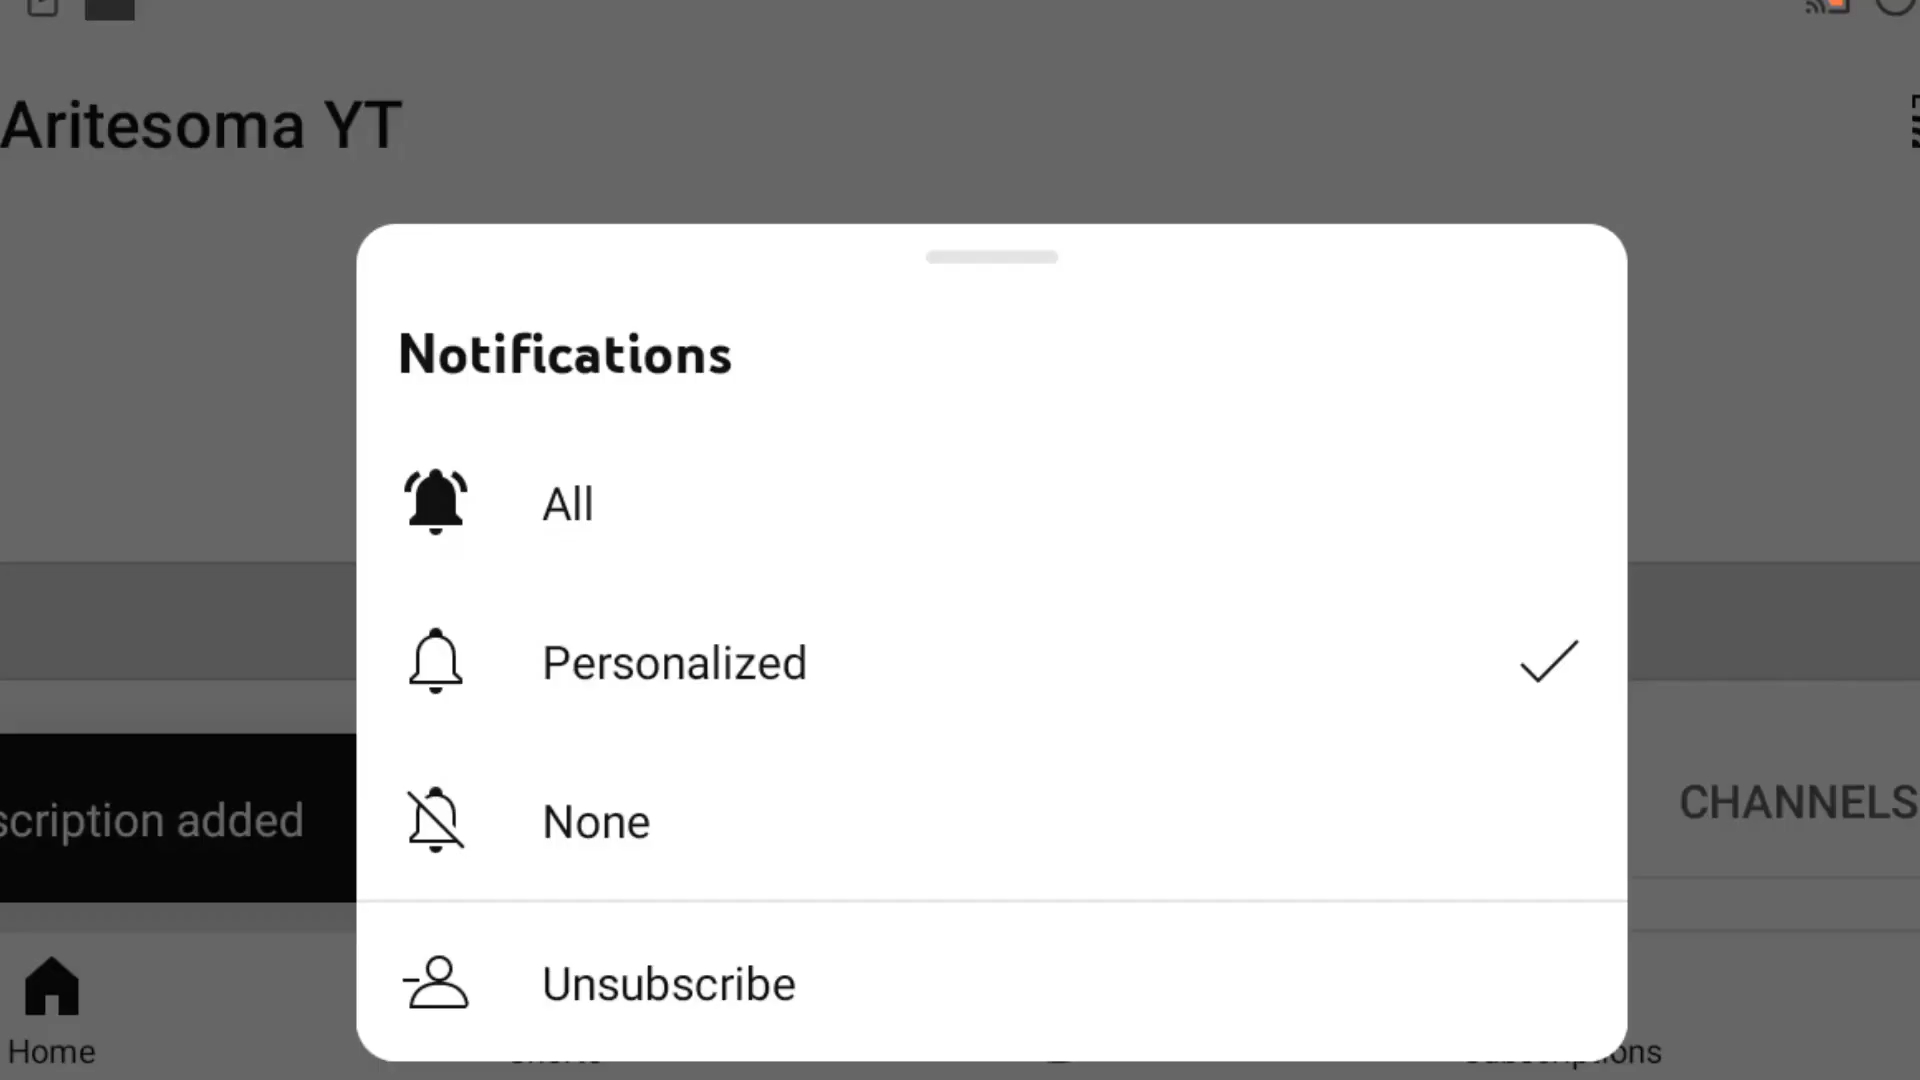 Aritesoma YT
Notifications
All
Personalized
None
scription added
CHANNELS
Unsubscribe
Home